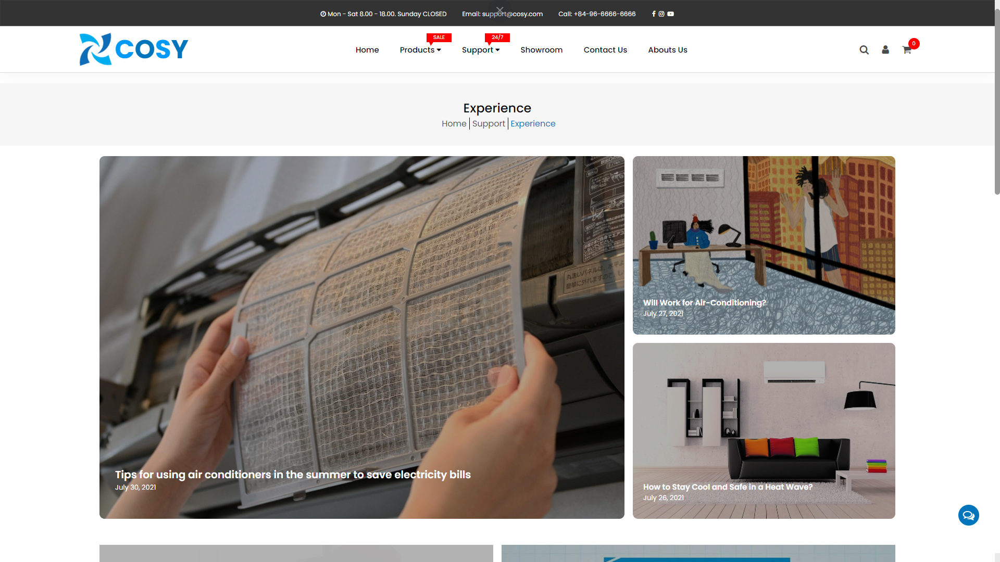 Mon - Sat 8.00 - 18.00. Sunday CLOSED
Email: support@cosy.com
Call: +84-96-6666-6666
COSY
SALE
24/7
Home
Products
Support
Showroom
Contact Us
Abouts Us
0
Experience
Home
Support
Experience
Tips for using air conditioners in the summer to save electricity bills
July 30, 2021
Will Work for Air-Conditioning?
July 27, 2021
How to Stay Cool and Safe in a Heat Wave?
July 26, 2021